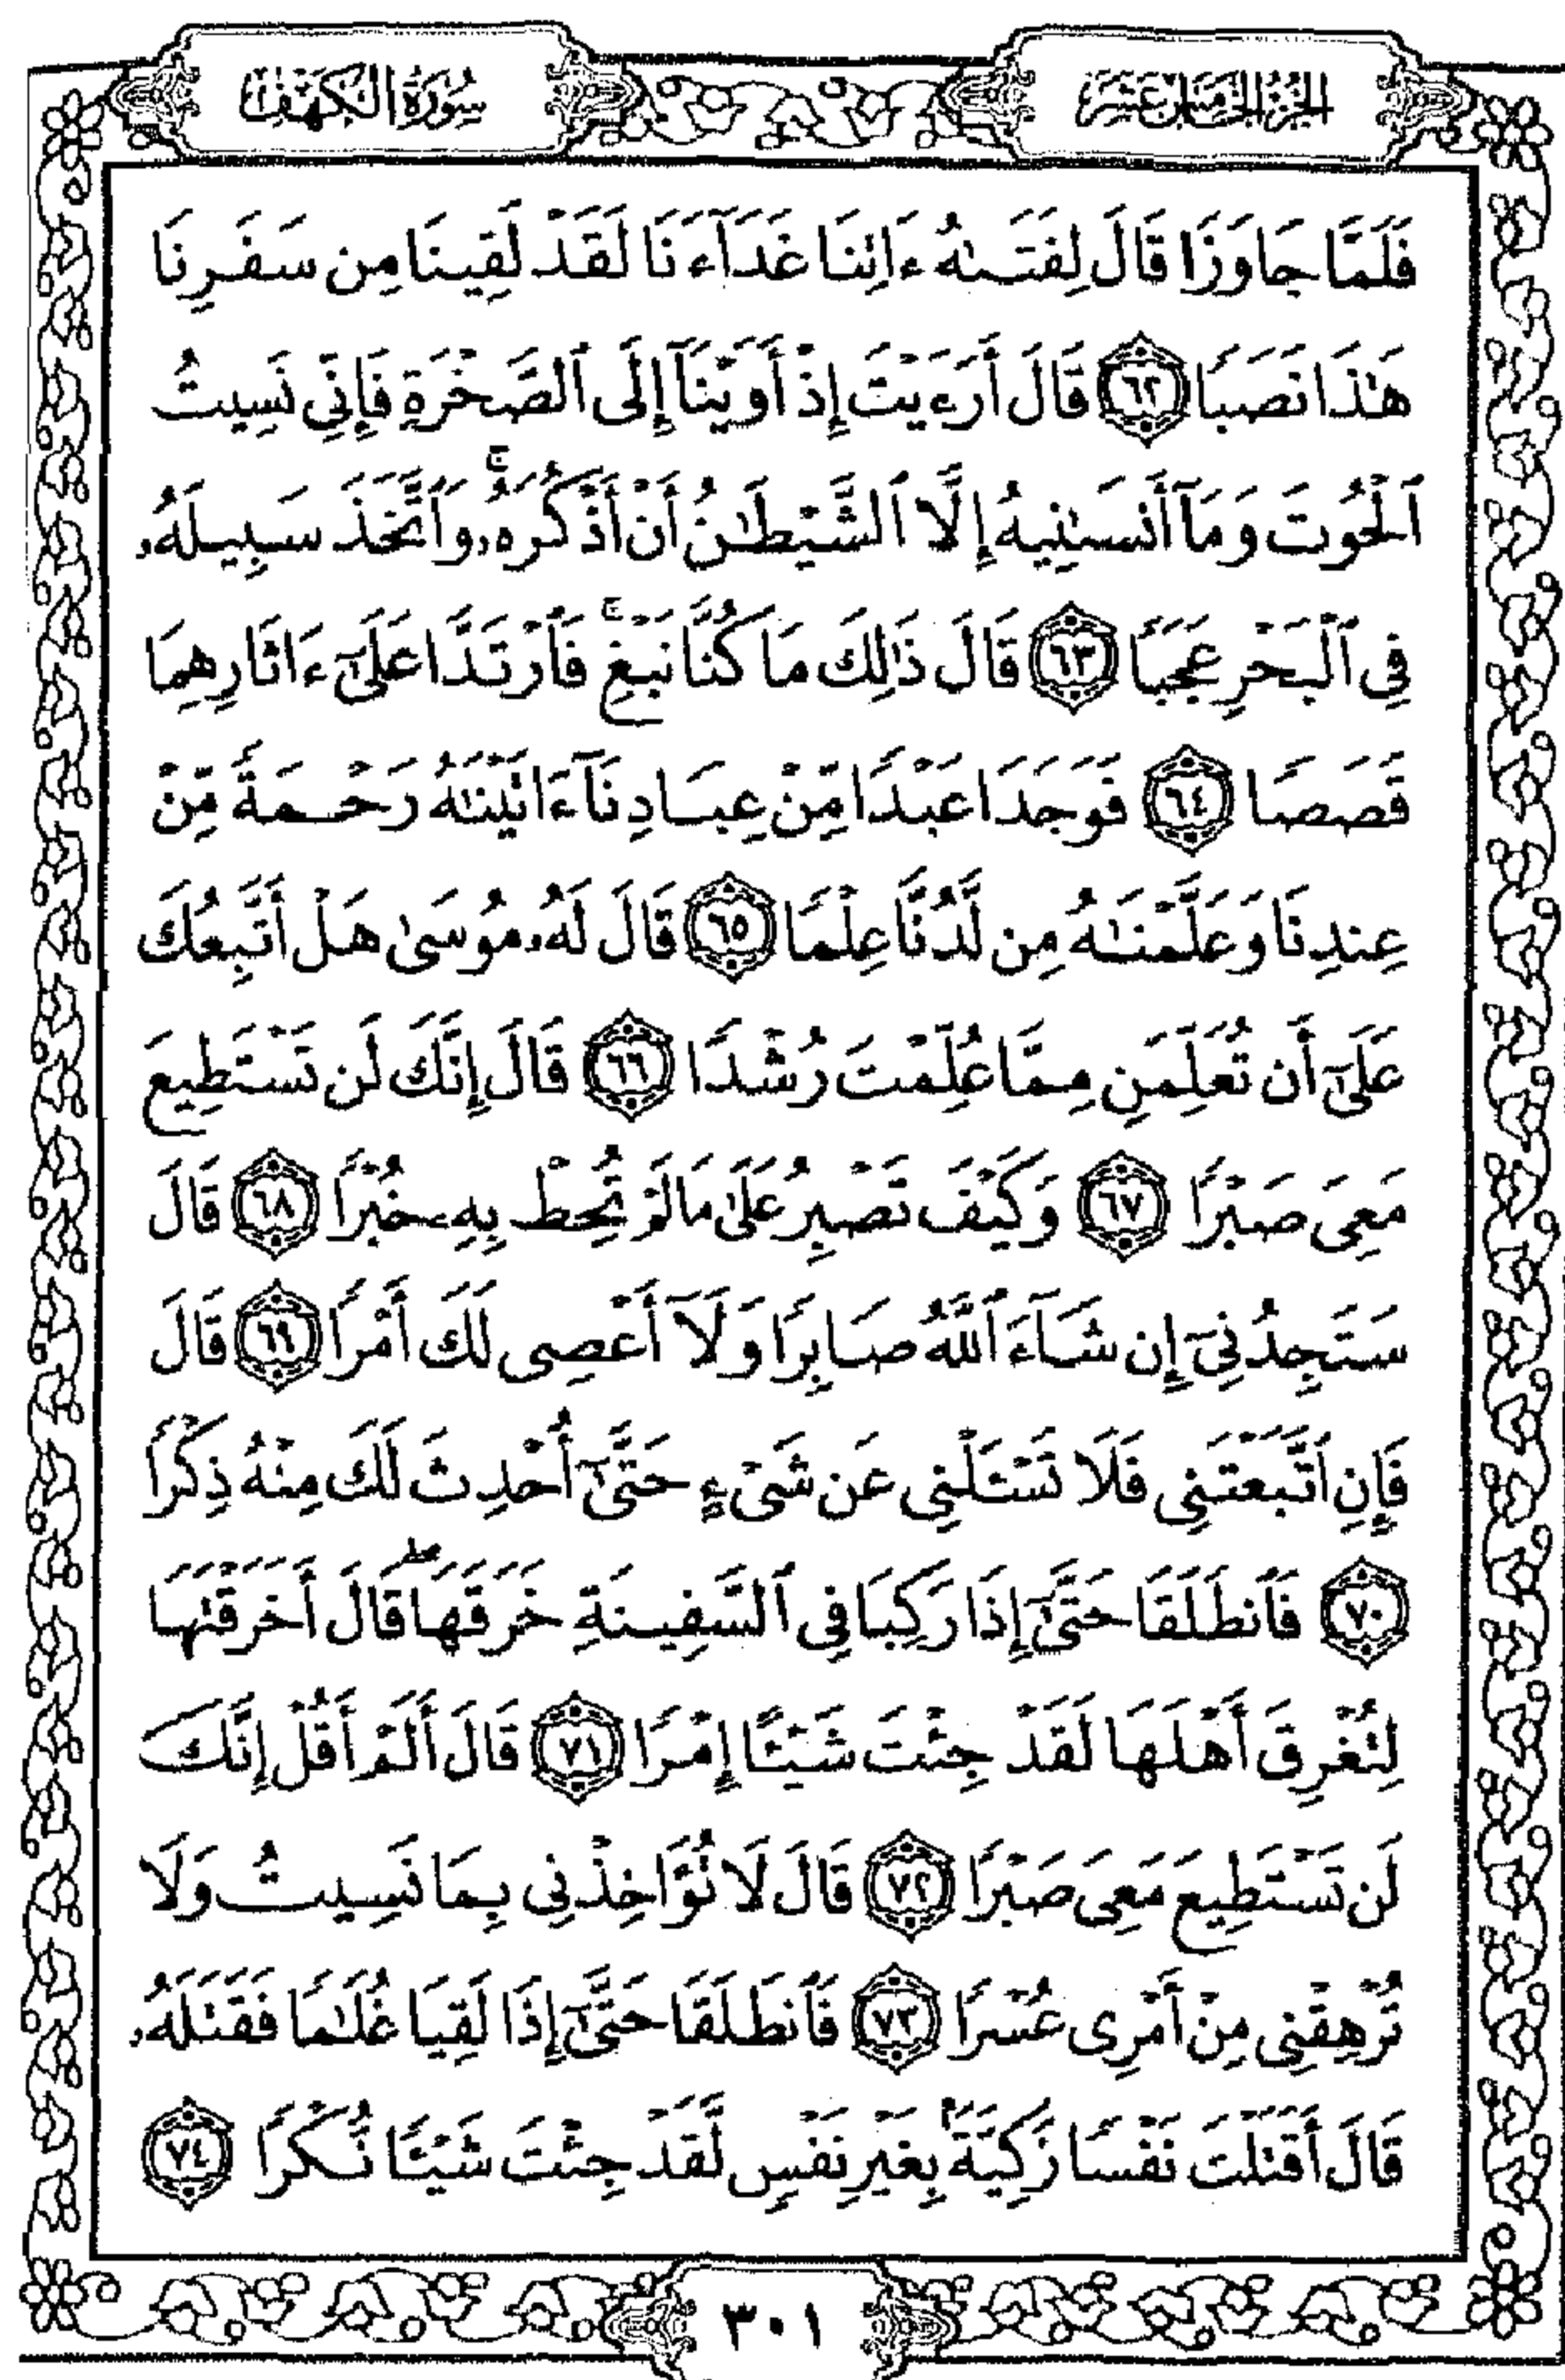 الجزء الخامس عشر
سورة الكهف
فَلَمَّا جَاوَزَا قَالَ لِفَتَىٰهُ ءَاتِنَا غَدَآءَنَا لَقَدْ لَقِينَا مِن سَفَرِنَا
هَٰذَا نَصَبًا ٦٢ قَالَ أَرَءَيْتَ إِذْ أَوَيْنَآ إِلَى ٱلصَّخْرَةِ فَإِنِّي نَسِيتُ
ٱلْحُوتَ وَمَآ أَنسَىٰنِيهُ إِلَّا ٱلشَّيْطَٰنُ أَنْ أَذْكُرَهُۥۚ وَٱتَّخَذَ سَبِيلَهُۥ
فِي ٱلْبَحْرِ عَجَبًا ٦٣ قَالَ ذَٰلِكَ مَا كُنَّا نَبْغِۚ فَٱرْتَدَّا عَلَىٰٓ ءَاثَارِهِمَا
قَصَصًا ٦٤ فَوَجَدَا عَبْدًا مِّنْ عِبَادِنَآ ءَاتَيْنَٰهُ رَحْمَةً مِّنْ
عِندِنَا وَعَلَّمْنَٰهُ مِن لَّدُنَّا عِلْمًا ٦٥ قَالَ لَهُۥ مُوسَىٰ هَلْ أَتَّبِعُكَ
عَلَىٰٓ أَن تُعَلِّمَنِ مِمَّا عُلِّمْتَ رُشْدًا ٦٦ قَالَ إِنَّكَ لَن تَسْتَطِيعَ
مَعِيَ صَبْرًا ٦٧ وَكَيْفَ تَصْبِرُ عَلَىٰ مَا لَمْ تُحِطْ بِهِۦ خُبْرًا ٦٨ قَالَ
سَتَجِدُنِيٓ إِن شَآءَ ٱللَّهُ صَابِرًا وَلَآ أَعْصِى لَكَ أَمْرًا ٦٩ قَالَ
فَإِنِ ٱتَّبَعْتَنِى فَلَا تَسْـَٔلْنِى عَن شَىْءٍ حَتَّىٰٓ أُحْدِثَ لَكَ مِنْهُ ذِكْرًا
٧٠ فَٱنطَلَقَا حَتَّىٰٓ إِذَا رَكِبَا فِى ٱلسَّفِينَةِ خَرَقَهَاۖ قَالَ أَخَرَقْتَهَا
لِتُغْرِقَ أَهْلَهَا لَقَدْ جِئْتَ شَيْـًٔا إِمْرًا ٧١ قَالَ أَلَمْ أَقُلْ إِنَّكَ
لَن تَسْتَطِيعَ مَعِىَ صَبْرًا ٧٢ قَالَ لَا تُؤَاخِذْنِى بِمَا نَسِيتُ وَلَا
تُرْهِقْنِى مِنْ أَمْرِى عُسْرًا ٧٣ فَٱنطَلَقَا حَتَّىٰٓ إِذَا لَقِيَا غُلَٰمًا فَقَتَلَهُۥ
قَالَ أَقَتَلْتَ نَفْسًا زَكِيَّةًۢ بِغَيْرِ نَفْسٍ لَّقَدْ جِئْتَ شَيْـًٔا نُّكْرًا ٧٤
٣٠١